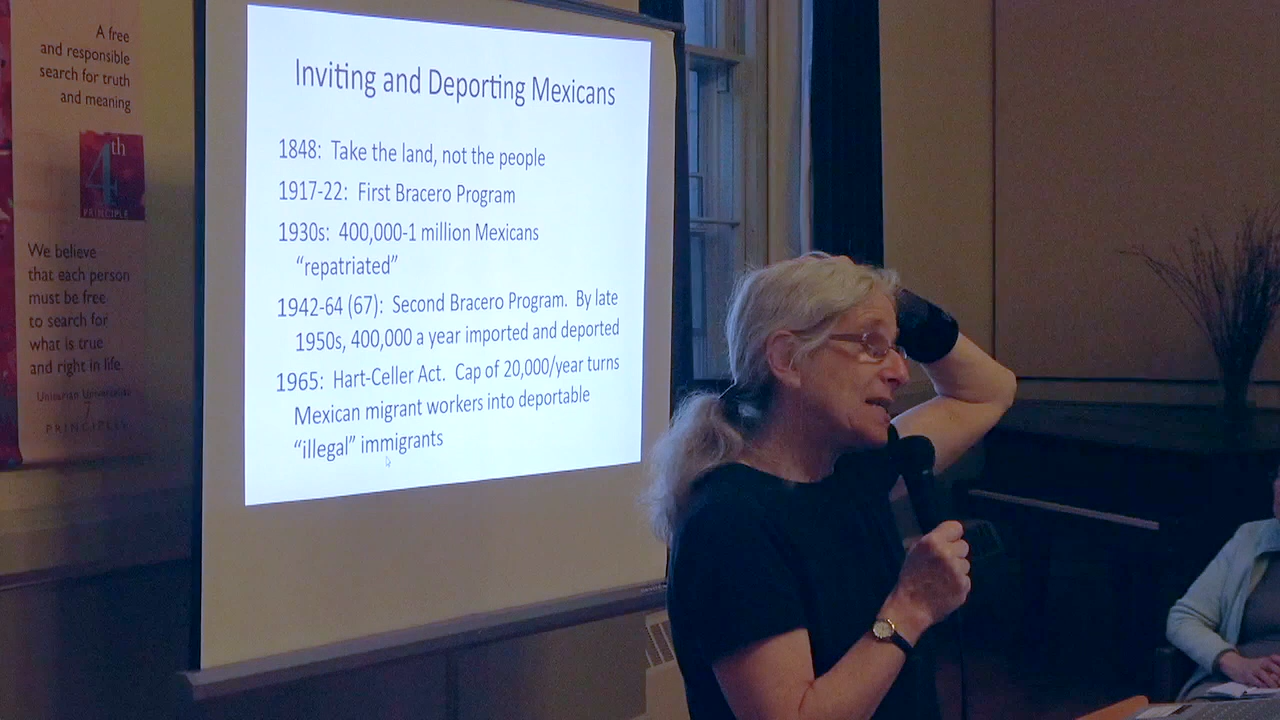 A free
and responsible
search for truth
and meaning
4th
PRINCIPLE
We believe
that each person
must be free
to search for
what is true
and right in life.
Unitarian Universalist
7
PRINCIPLES
Inviting and Deporting Mexicans
1848: Take the land, not the people
1917-22: First Bracero Program
1930s: 400,000-1 million Mexicans
“repatriated”
1942-64 (67): Second Bracero Program. By late
1950s, 400,000 a year imported and deported
1965: Hart-Celler Act. Cap of 20,000/year turns
Mexican migrant workers into deportable
“illegal” immigrants